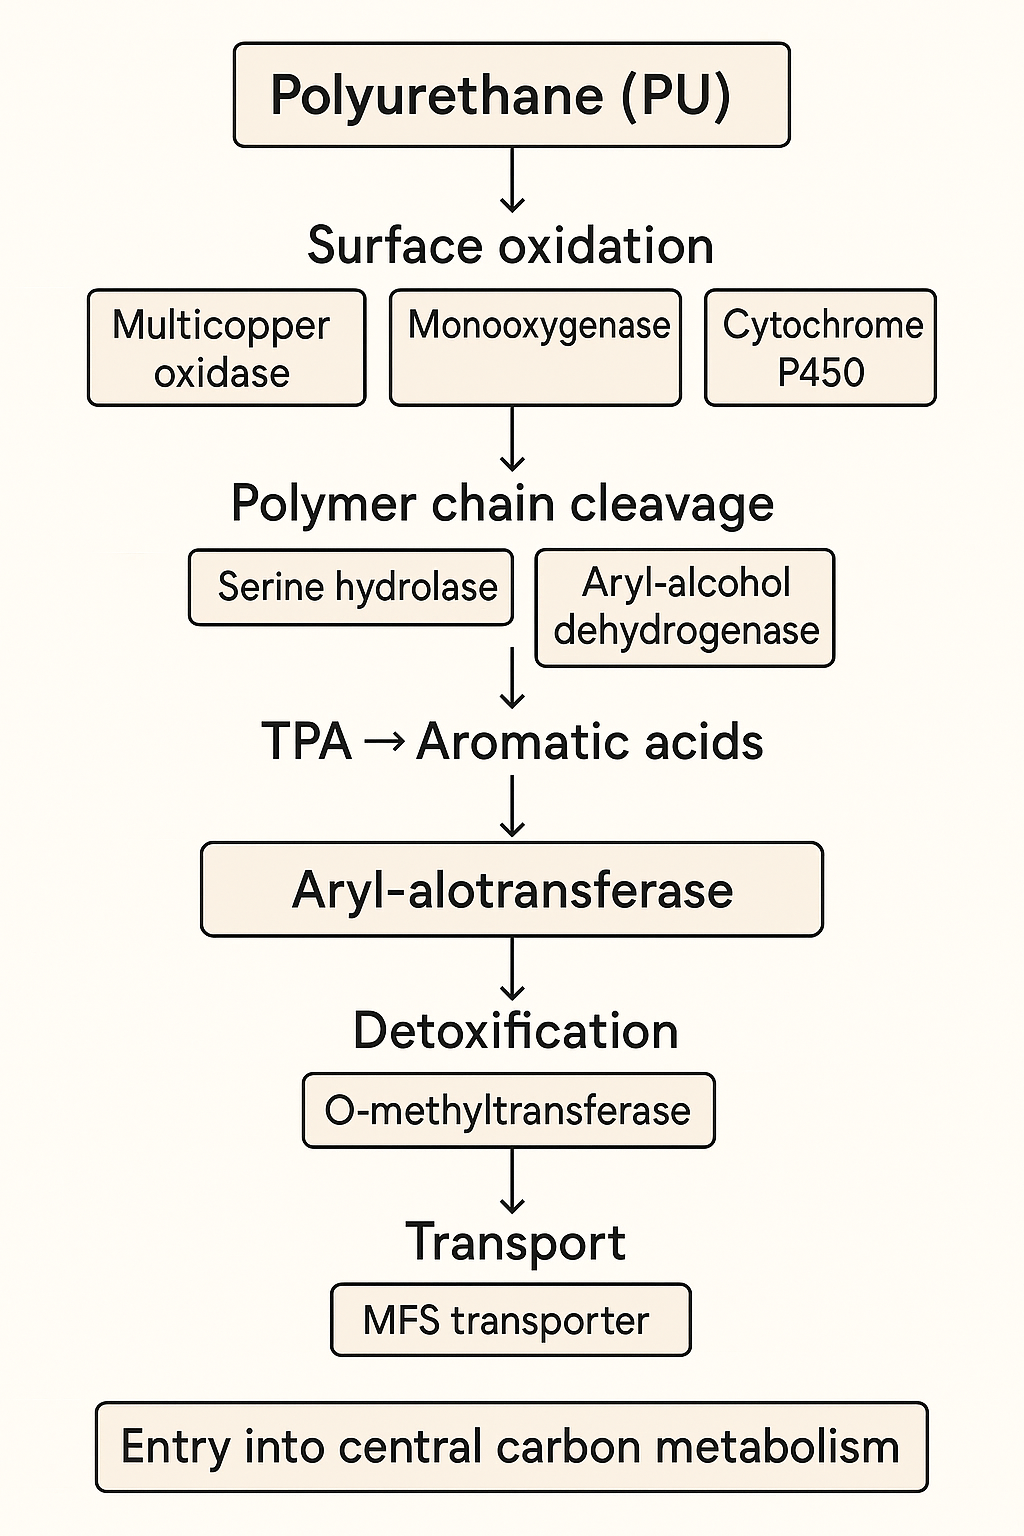 Polyurethane (PU)
Surface oxidation
Multicopper
oxidase
Monooxygenase
Cytochrome
P450
Polymer chain cleavage
Serine hydrolase
Aryl-alcohol
dehydrogenase
TPA → Aromatic acids
Aryl-alotransferase
Detoxification
O-methyltransferase
Transport
MFS transporter
Entry into central carbon metabolism